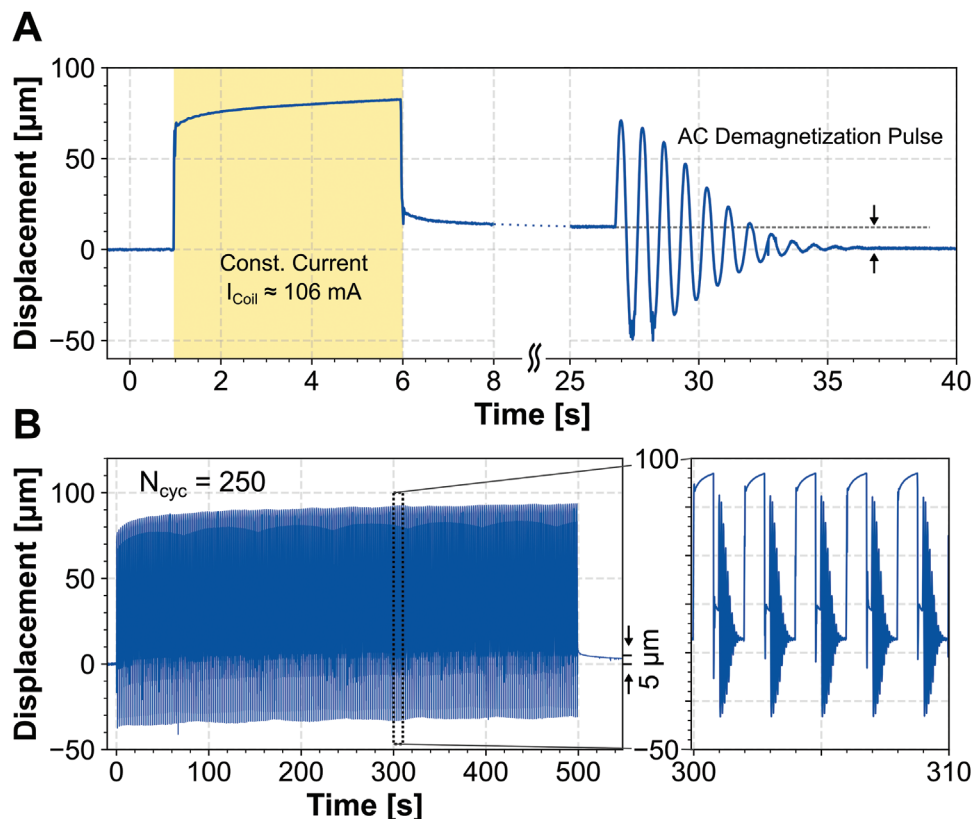 A
Displacement [µm]
100
50
0
−50
Const. Current
I_Coil ≈ 106 mA
AC Demagnetization Pulse
0 2 4 6 8 25 30 35 40
Time [s]
B
Displacement [µm]
100
50
0
−50
N_cyc = 250
5 µm
0 100 200 300 400 500
Time [s]
100
−50
300 310